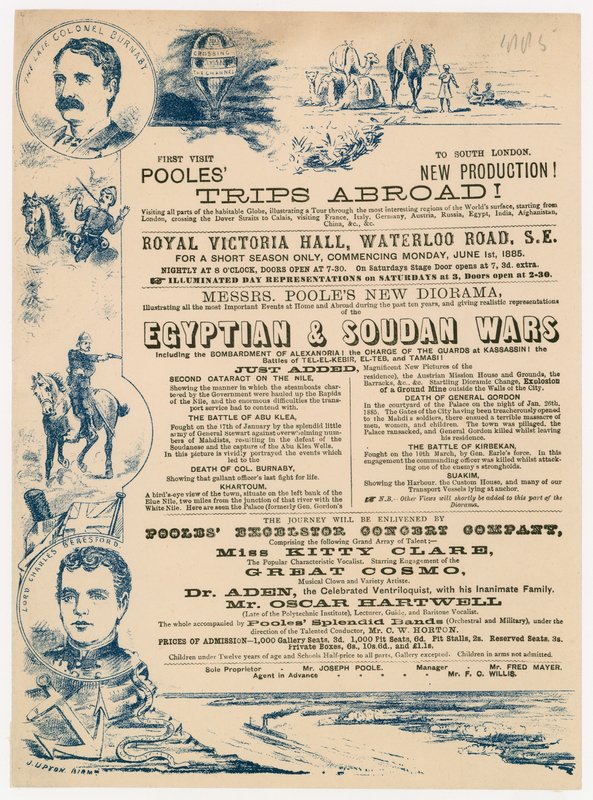 THE LATE COLONEL BURNABY
CROSSING
THE CHANNEL
1885
FIRST VISIT
TO SOUTH LONDON.
POOLES'
NEW PRODUCTION!
TRIPS ABROAD!
Visiting all parts of the habitable Globe, illustrating a Tour through the most interesting regions of the World's surface, starting from
London, crossing the Dover Straits to Calais, visiting France, Italy, Germany, Austria, Russia, Egypt, India, Afghanistan,
China, &c., &c.
ROYAL VICTORIA HALL, WATERLOO ROAD, S.E.
FOR A SHORT SEASON ONLY, COMMENCING MONDAY, JUNE 1st, 1885.
NIGHTLY AT 8 O'CLOCK, DOORS OPEN AT 7-30. On Saturdays Stage Door opens at 7, 3d. extra.
☛ ILLUMINATED DAY REPRESENTATIONS on SATURDAYS at 3, Doors open at 2-30.
MESSRS. POOLE'S NEW DIORAMA,
Illustrating all the most Important Events at Home and Abroad during the past ten years, and giving realistic representations
of the
EGYPTIAN & SOUDAN WARS
Including the BOMBARDMENT OF ALEXANDRIA! the CHARGE OF THE GUARDS at KASSASSIN! the
Battles of TEL-EL-KEBIR, EL-TEB, and TAMASI!
JUST ADDED, Magnificent New Pictures of the
SECOND CATARACT ON THE NILE,
Showing the manner in which the steamboats chartered
by the Government were hauled up the Rapids
of the Nile, and the enormous difficulties the transport
service had to contend with.
THE BATTLE OF ABU KLEA,
Fought on the 17th of January by the splendid little
army of General Stewart against overwhelming numbers
of Mahdists, resulting in the defeat of the
Soudanese and the capture of the Abu Klea Wells.
In this picture is vividly portrayed the events which
led to the
DEATH OF COL. BURNABY,
Showing that gallant officer's last fight for life.
KHARTOUM.
A bird's-eye view of the town, situate on the left bank of the
Blue Nile, two miles from the junction of that river with the
White Nile. Here are seen the Palace (formerly Gen. Gordon's
residence), the Austrian Mission House and Grounds, the
Barracks, &c., &c. Startling Dioramic Change, Explosion
of a Ground Mine outside the Walls of the City.
DEATH OF GENERAL GORDON
In the courtyard of the Palace on the night of Jan. 26th,
1885. The Gates of the City having been treacherously opened
to the Mahdi's soldiers, there ensued a terrible massacre of
men, women, and children. The town was pillaged, the
Palace ransacked, and General Gordon killed whilst leaving
his residence.
THE BATTLE OF KIRBEKAN,
Fought on the 10th March, by Gen. Earle's force. In this
engagement the commanding officer was killed whilst attacking
one of the enemy's strongholds.
SUAKIM,
Showing the Harbour, the Custom House, and many of our
Transport Vessels lying at anchor.
☛ N.B.—Other Views will shortly be added to this part of the
Diorama.
THE JOURNEY WILL BE ENLIVENED BY
POOLES' EXCELSIOR CONCERT COMPANY,
Comprising the following Grand Array of Talent:—
Miss KITTY CLARE,
The Popular Characteristic Vocalist. Starring Engagement of the
GREAT COSMO,
Musical Clown and Variety Artiste.
Dr. ADEN, the Celebrated Ventriloquist, with his Inanimate Family.
Mr. OSCAR HARTWELL
(Late of the Polytechnic Institute), Lecturer, Guide, and Baritone Vocalist.
The whole accompanied by Pooles' Splendid Bands (Orchestral and Military), under the
direction of the Talented Conductor, Mr. C. W. HORTON.
PRICES OF ADMISSION—1,000 Gallery Seats, 3d. 1,000 Pit Seats, 6d. Pit Stalls, 2s. Reserved Seats, 3s.
Private Boxes, 6s., 10s.6d., and £1.1s.
Children under Twelve years of age and Schools Half-price to all parts, Gallery excepted. Children in arms not admitted.
Sole Proprietor - Mr. JOSEPH POOLE. Manager - Mr. FRED MAYER.
Agent in Advance - - - - Mr. F. C. WILLIS.
LORD CHARLES BERESFORD
J. UPTON. BIRM.